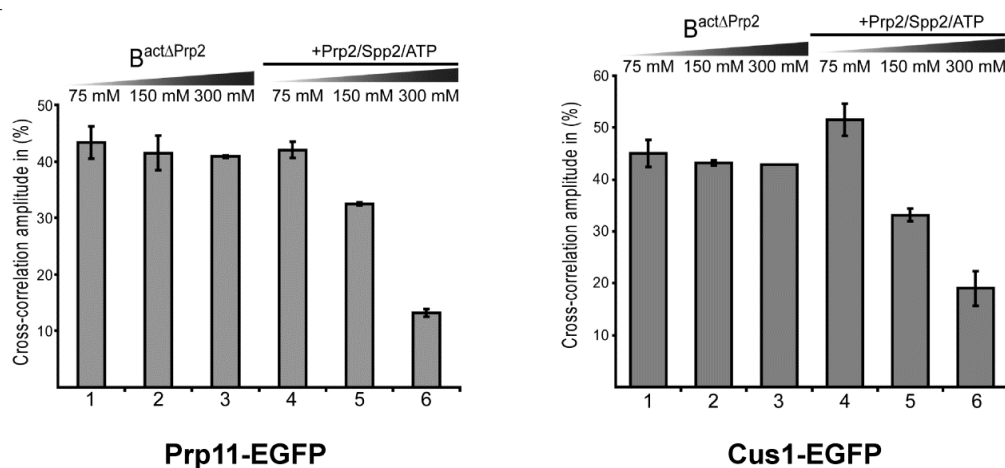 B^actΔPrp2 +Prp2/Spp2/ATP
75 mM 150 mM 300 mM 75 mM 150 mM 300 mM
Cross-correlation amplitude in (%)
50
40
30
20
10
1 2 3 4 5 6
Prp11-EGFP
B^actΔPrp2 +Prp2/Spp2/ATP
75 mM 150 mM 300 mM 75 mM 150 mM 300 mM
Cross-correlation amplitude in (%)
60
50
40
30
20
10
1 2 3 4 5 6
Cus1-EGFP